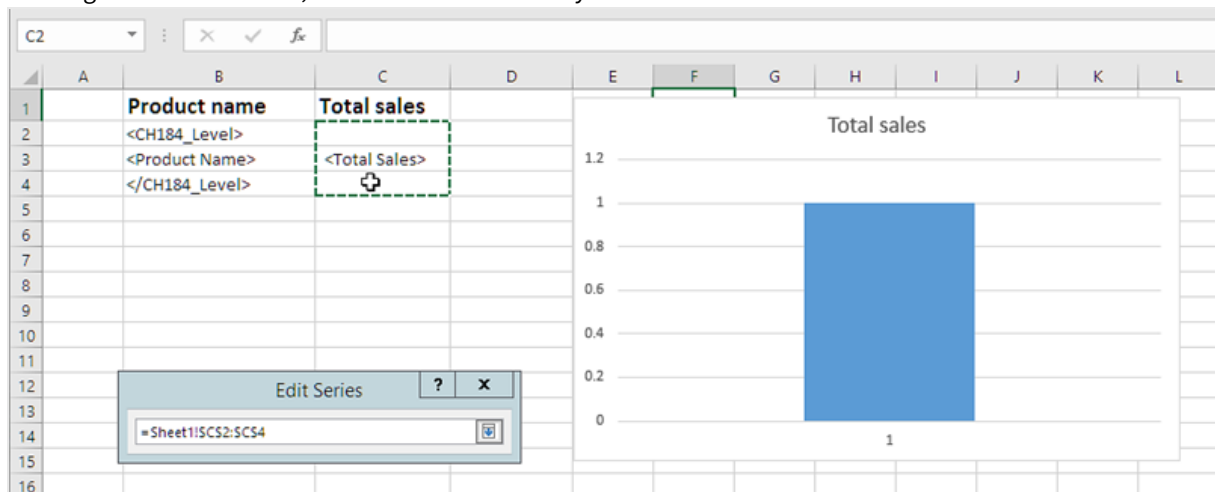 C2 fx
A B C D E F G H I J K L
1 Product name Total sales
2 <CH184_Level>
3 <Product Name> <Total Sales>
4 </CH184_Level>
5
6
7
8
9
10
11
12
13
14
15
16
Total sales
1.2
1
0.8
0.6
0.4
0.2
0
1
Edit Series ? x
=Sheet1!$C$2:$C$4